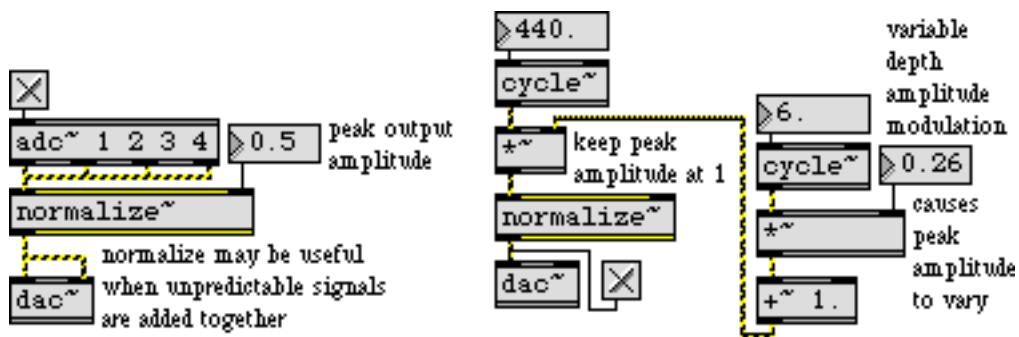 adc~ 1 2 3 4
0.5
peak output
amplitude
normalize~
normalize may be useful
when unpredictable signals
are added together
dac~
440.
cycle~
*~
keep peak
amplitude at 1
normalize~
dac~
variable
depth
amplitude
modulation
6.
cycle~
0.26
*~
causes
peak
amplitude
to vary
+~ 1.